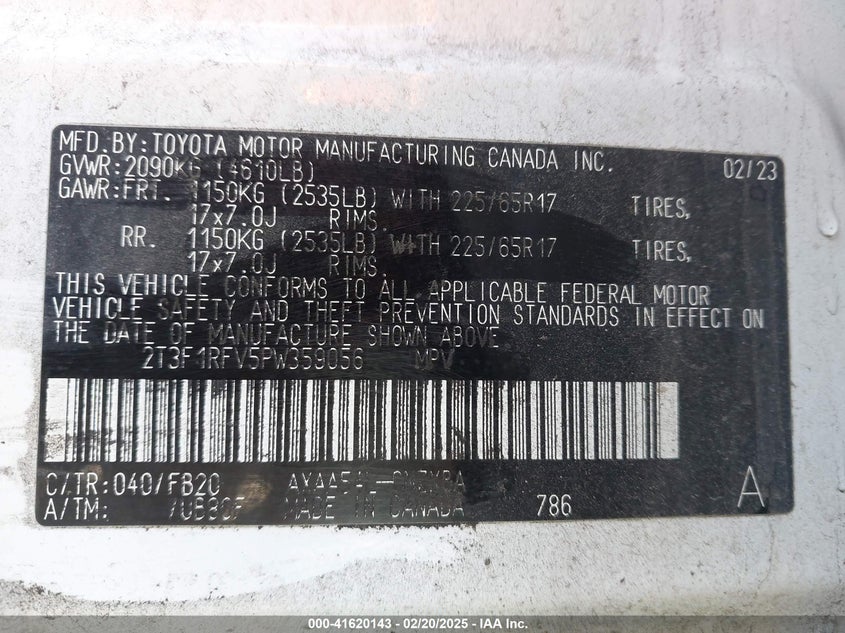 MFD.BY:TOYOTA MOTOR MANUFACTURING CANADA INC. 02/23
GVWR:2090KG (4610LB)
GAWR:FRT. 1150KG (2535LB) WITH 225/65R17 TIRES,
17x7.0J RIMS.
RR. 1150KG (2535LB) WITH 225/65R17 TIRES,
17x7.0J RIMS.
THIS VEHICLE CONFORMS TO ALL APPLICABLE FEDERAL MOTOR
VEHICLE SAFETY AND THEFT PREVENTION STANDARDS IN EFFECT ON
THE DATE OF MANUFACTURE SHOWN ABOVE.
2T3F1RFV5PW359056 MPV
C/TR:040/FB20
A/TM: MADE IN CANADA 786 A
000-41620143 — 02/20/2025 — IAA Inc.